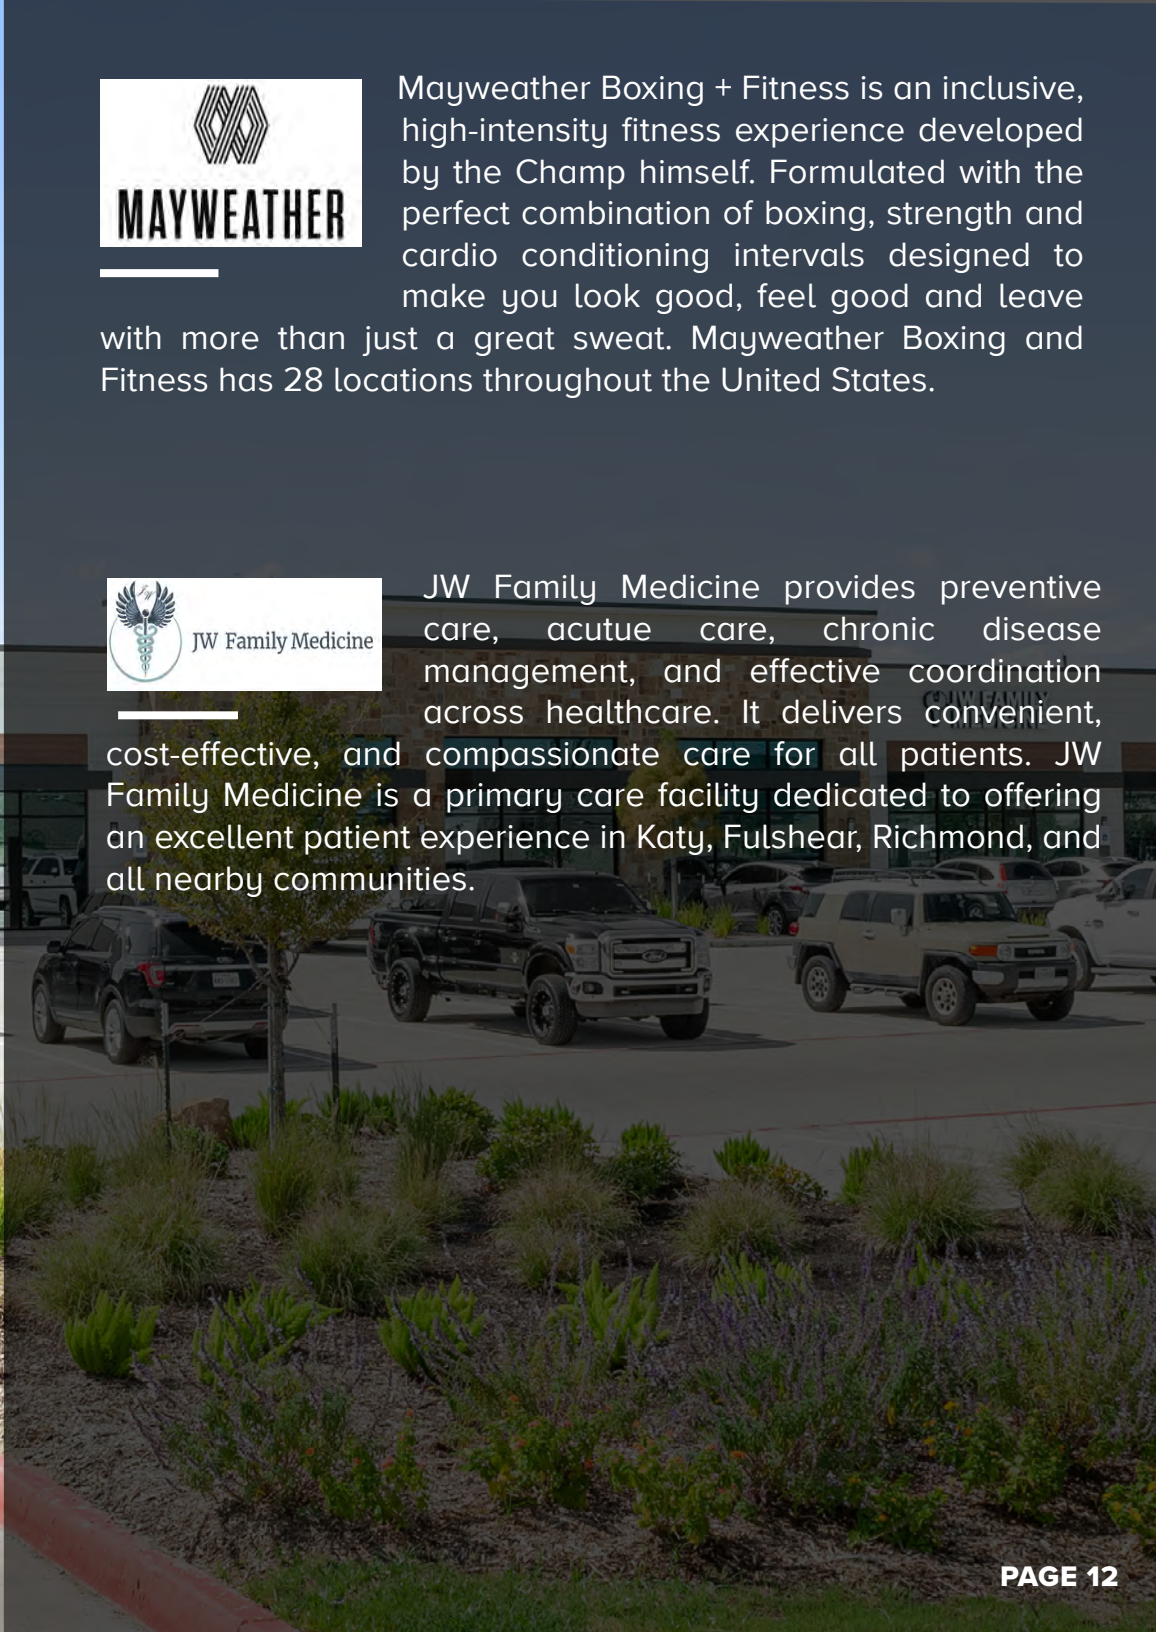 MAYWEATHER
Mayweather Boxing + Fitness is an inclusive,
high-intensity fitness experience developed
by the Champ himself. Formulated with the
perfect combination of boxing, strength and
cardio conditioning intervals designed to
make you look good, feel good and leave
with more than just a great sweat. Mayweather Boxing and
Fitness has 28 locations throughout the United States.
JW
JW Family Medicine
JW Family Medicine provides preventive
care, acutue care, chronic disease
management, and effective coordination
across healthcare. It delivers convenient,
cost-effective, and compassionate care for all patients. JW
Family Medicine is a primary care facility dedicated to offering
an excellent patient experience in Katy, Fulshear, Richmond, and
all nearby communities.
JW FAMILY
MEDICINE
Ford
PAGE 12